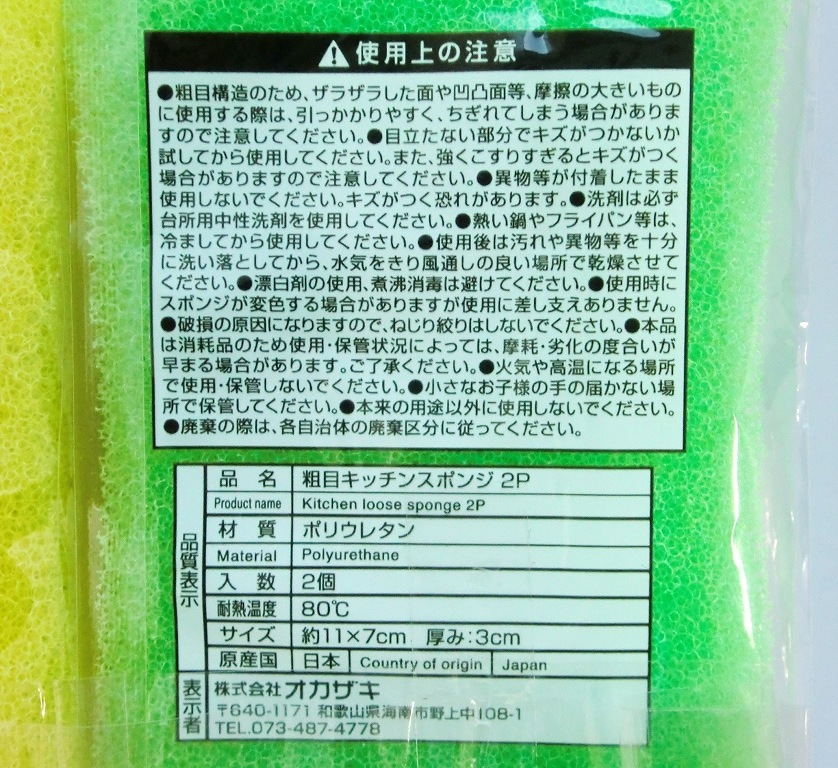 ⚠使用上の注意
●粗目構造のため、ザラザラした面や凹凸面等、摩擦の大きいもの
に使用する際は、引っかかりやすく、ちぎれてしまう場合がありま
すので注意してください。●目立たない部分でキズがつかないか
試してから使用してください。また、強くこすりすぎるとキズがつく
場合がありますので注意してください。●異物等が付着したまま
使用しないでください。キズがつく恐れがあります。●洗剤は必ず
台所用中性洗剤を使用してください。●熱い鍋やフライパン等は、
冷ましてから使用してください。●使用後は汚れや異物等を十分
に洗い落としてから、水気をきり風通しの良い場所で乾燥させて
ください。●漂白剤の使用、煮沸消毒は避けてください。●使用時に
スポンジが変色する場合がありますが使用に差し支えありません。
●破損の原因になりますので、ねじり絞りはしないでください。●本品
は消耗品のため使用・保管状況によっては、摩耗・劣化の度合いが
早まる場合があります。ご了承ください。●火気や高温になる場所
で使用・保管しないでください。●小さなお子様の手の届かない場
所で保管してください。●本来の用途以外に使用しないでください。
●廃棄の際は、各自治体の廃棄区分に従ってください。
品質表示
品 名 粗目キッチンスポンジ 2P
Product name Kitchen loose sponge 2P
材 質 ポリウレタン
Material Polyurethane
入 数 2個
耐熱温度 80℃
サイズ 約11×7cm 厚み:3cm
原産国 日本 Country of origin Japan
表示者
株式会社オカザキ
〒640-1171 和歌山県海南市野上中108-1
TEL.073-487-4778